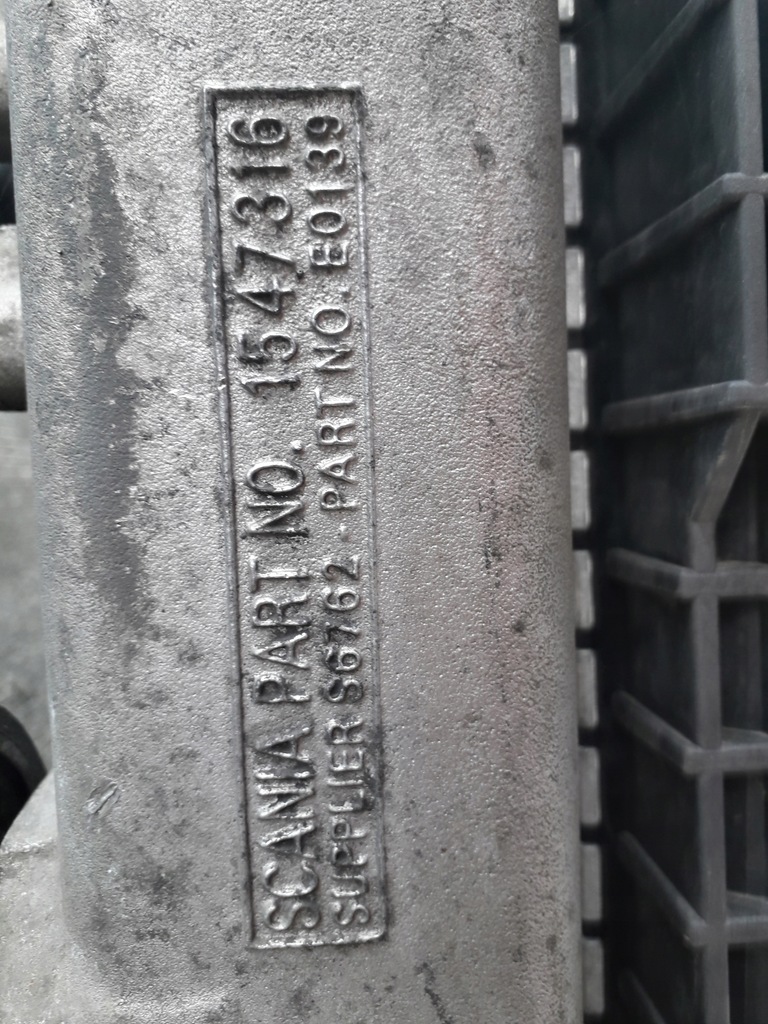 SCANIA PART NO. 1547316
SUPPLIER S6762 - PART NO. E0139